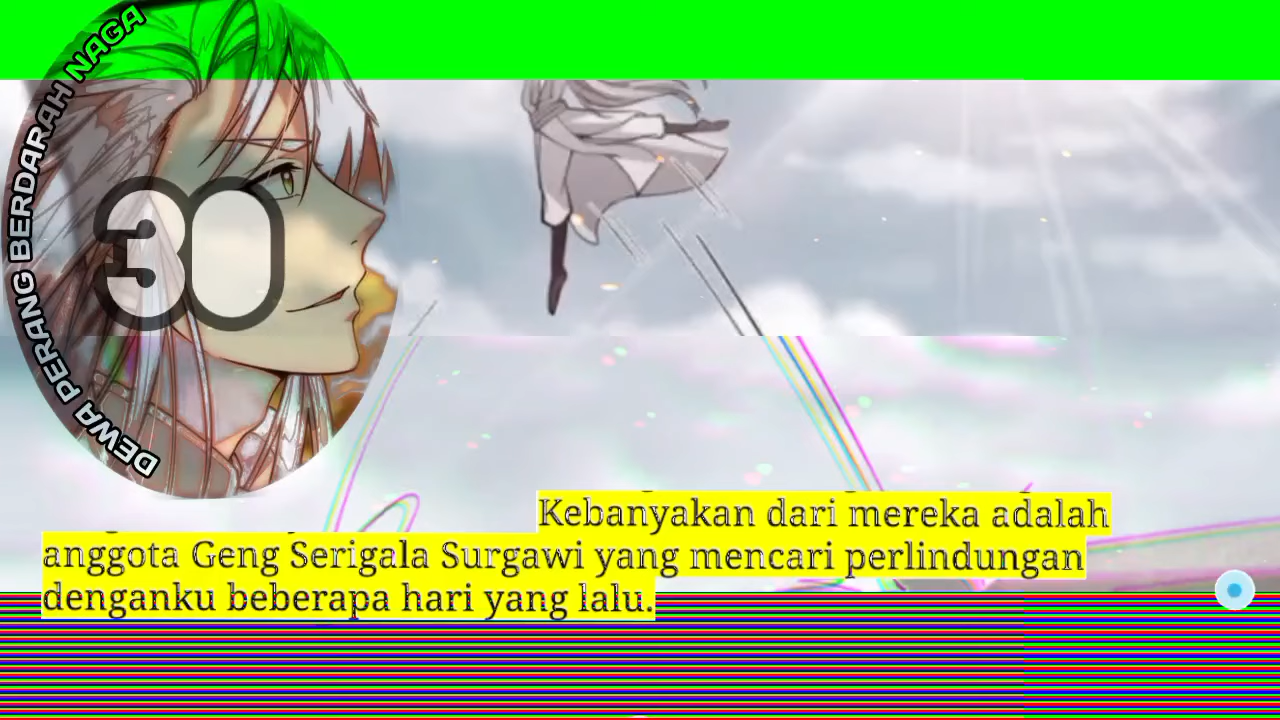 DEWA PERANG BERDARAH NAGA
30
Kebanyakan dari mereka adalah
anggota Geng Serigala Surgawi yang mencari perlindungan
denganku beberapa hari yang lalu.